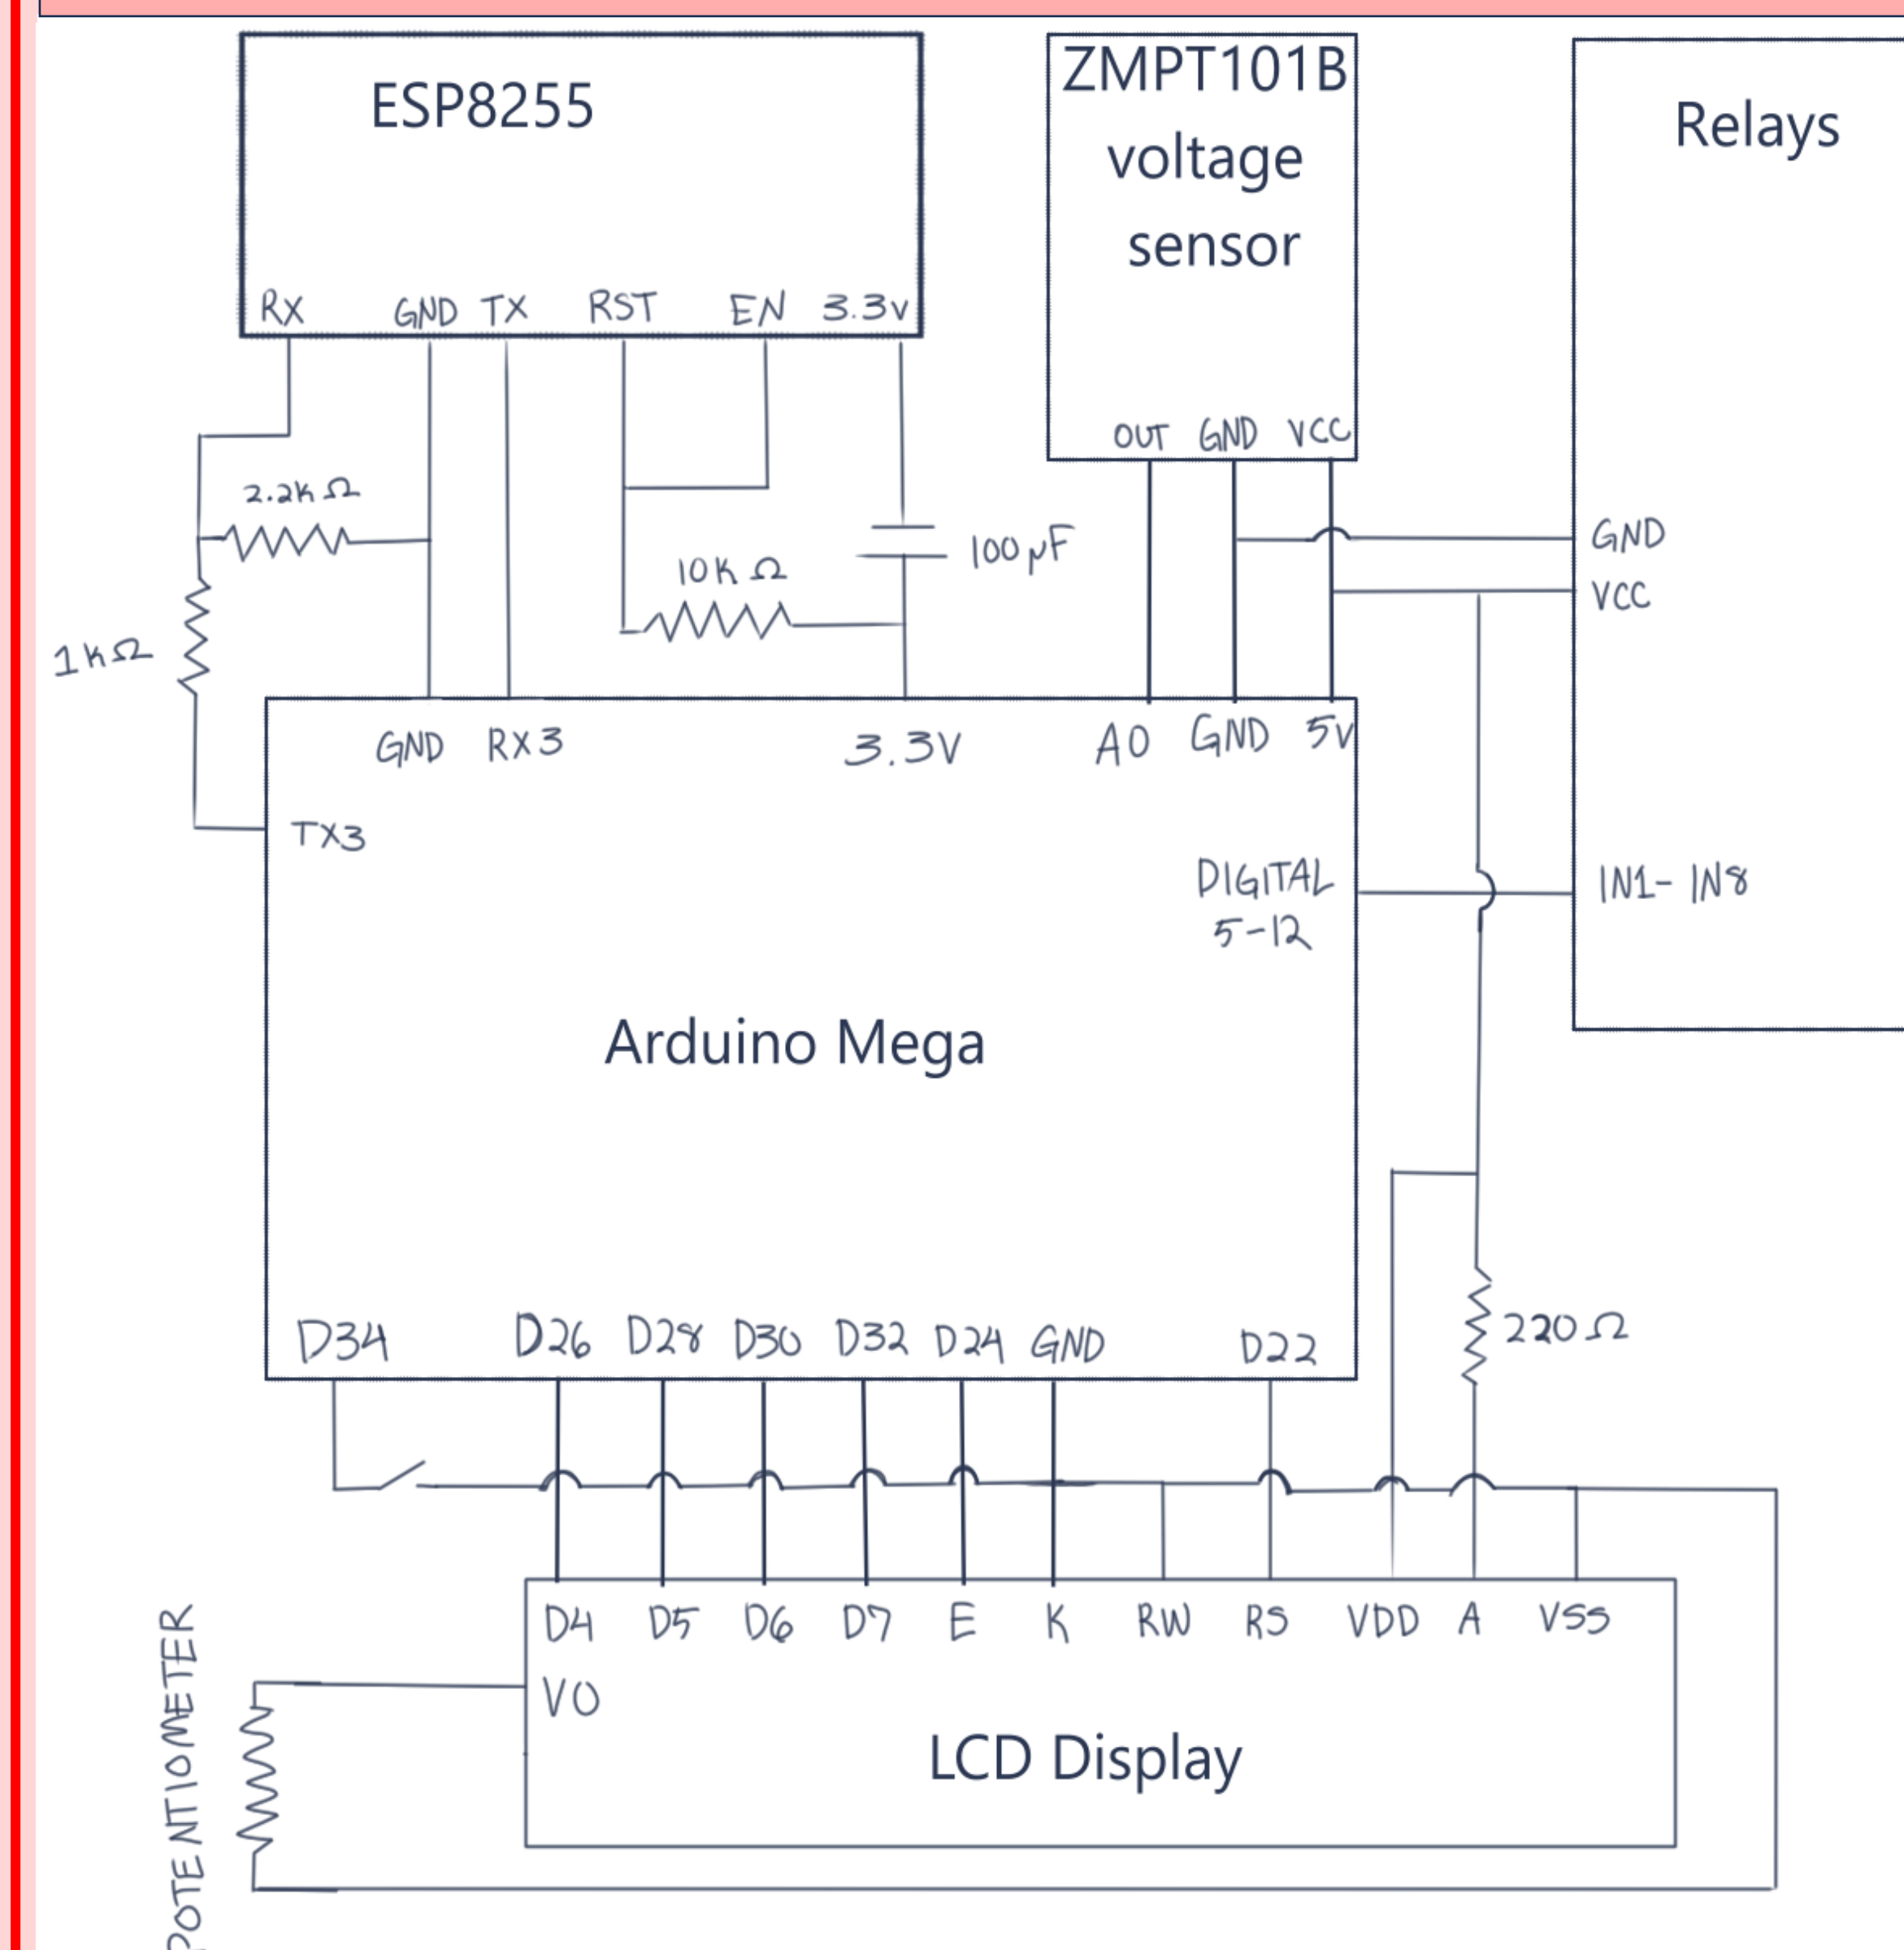 ESP8255
RX GND TX RST EN 3.3V
ZMPT101B
voltage
sensor
OUT GND VCC
Relays
GND
VCC
IN1- IN8
2.2kΩ
1kΩ
10kΩ
100µF
GND RX3 3.3V A0 GND 5V
TX3
DIGITAL
5-12
Arduino Mega
D34 D26 D28 D30 D32 D24 GND D22
220Ω
D4 D5 D6 D7 E K RW RS VDD A VSS
VO
LCD Display
POTENTIOMETER